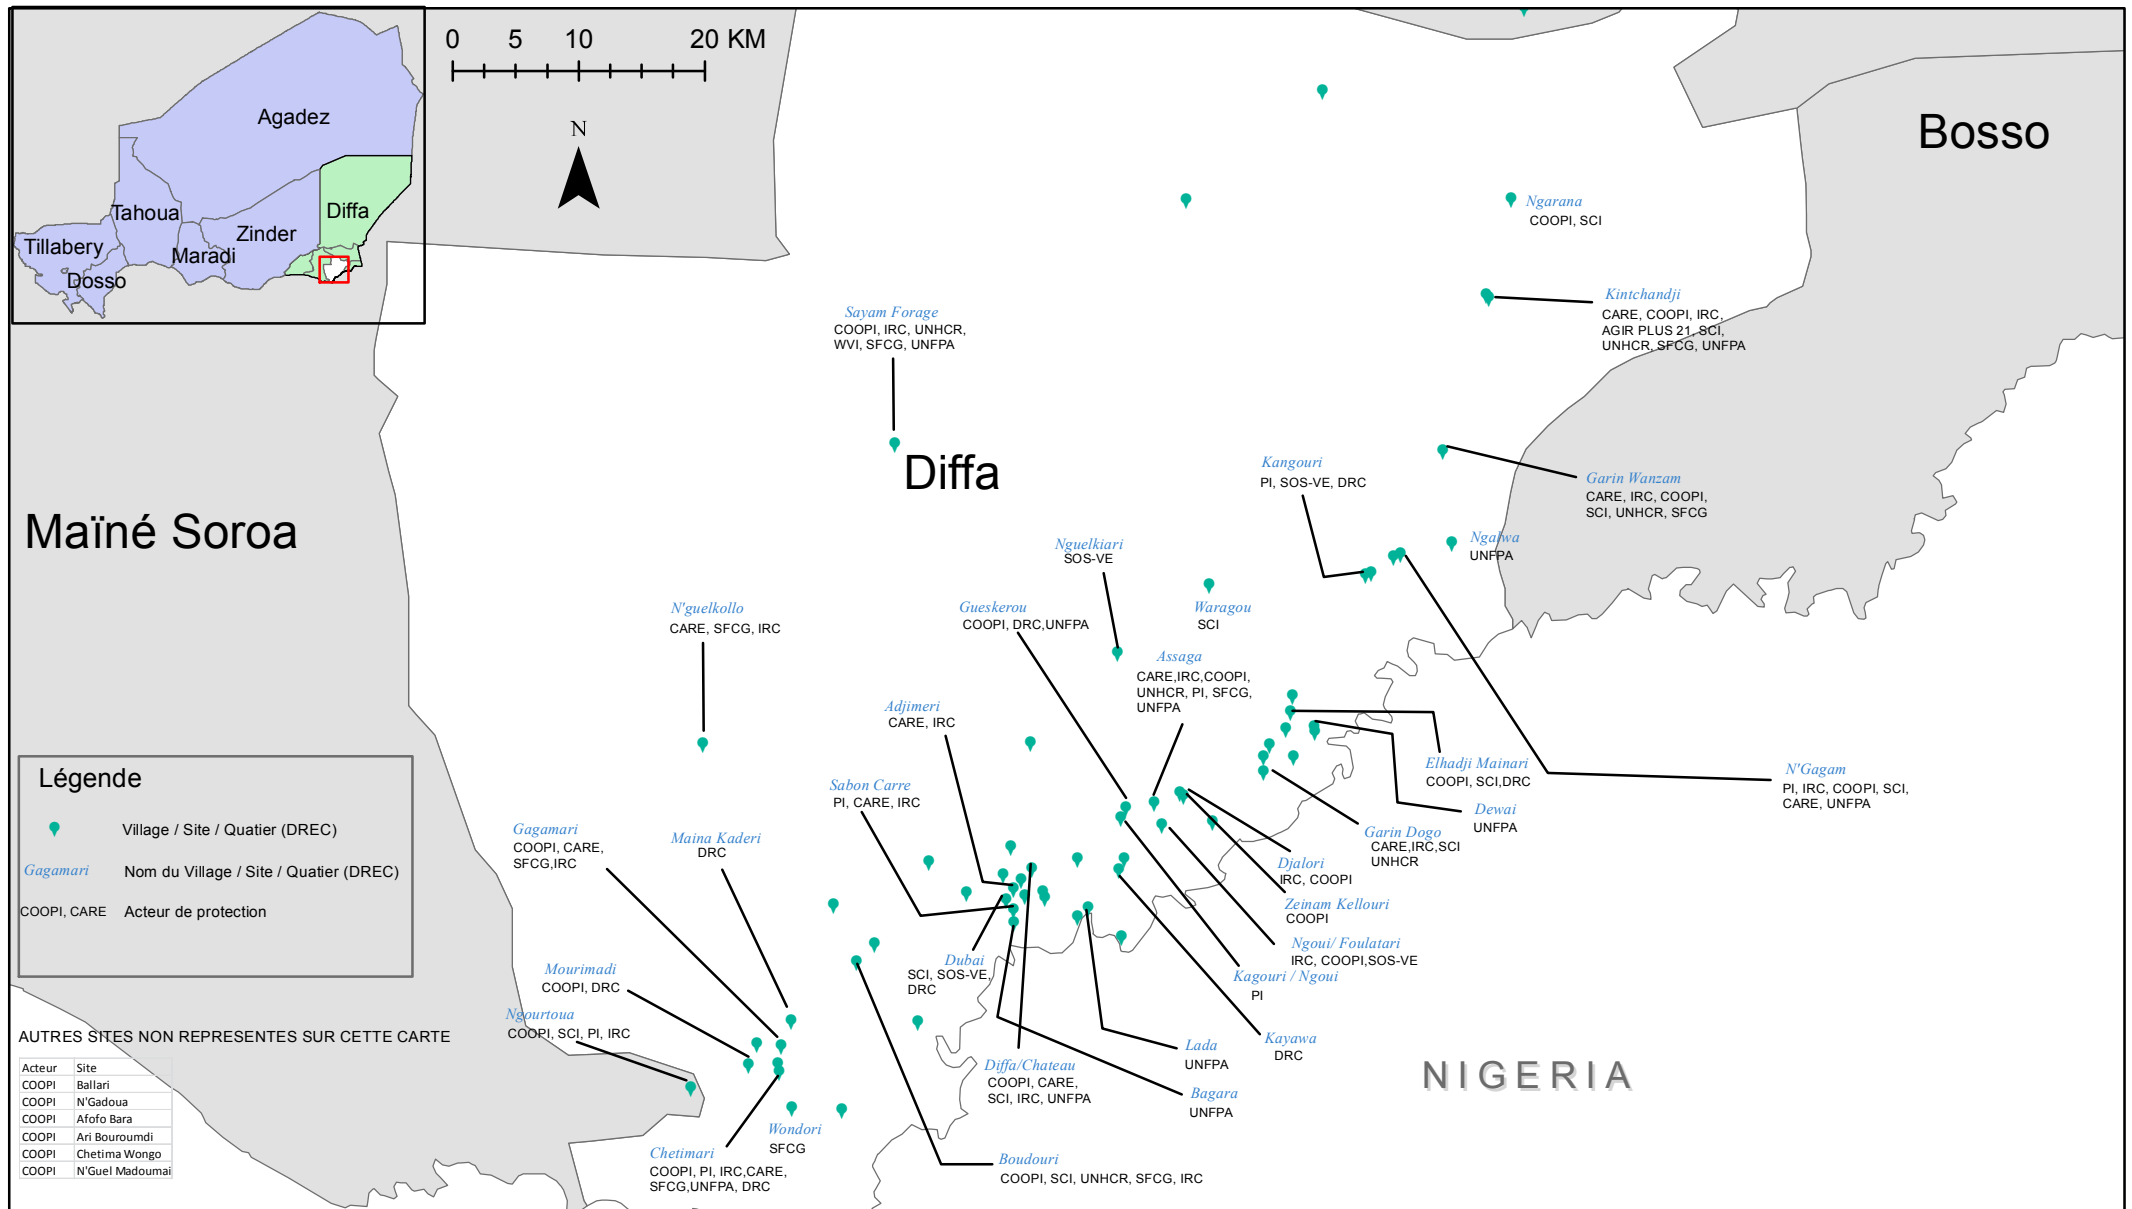 0 5 10 20 KM
N
Agadez
Tahoua
Diffa
Zinder
Tillabery
Maradi
Dosso
Bosso
Diffa
Maïné Soroa
NIGERIA
Ngarana
COOPI, SCI
Kintchandji
CARE, COOPI, IRC,
AGIR PLUS 21, SCI,
UNHCR, SFCG, UNFPA
Sayam Forage
COOPI, IRC, UNHCR,
WVI, SFCG, UNFPA
Kangouri
PI, SOS-VE, DRC
Garin Wanzam
CARE, IRC, COOPI,
SCI, UNHCR, SFCG
Ngalwa
UNFPA
Nguelkiari
SOS-VE
Waragou
SCI
Gueskerou
COOPI, DRC,UNFPA
N'guelkollo
CARE, SFCG, IRC
Assaga
CARE,IRC,COOPI,
UNHCR, PI, SFCG,
UNFPA
Adjimeri
CARE, IRC
Sabon Carre
PI, CARE, IRC
Elhadji Mainari
COOPI, SCI,DRC
N'Gagam
PI, IRC, COOPI, SCI,
CARE, UNFPA
Dewai
UNFPA
Garin Dogo
CARE,IRC,SCI
UNHCR
Djalori
IRC, COOPI
Zeinam Kellouri
COOPI
Ngoui/ Foulatari
IRC, COOPI,SOS-VE
Kagouri / Ngoui
PI
Kayawa
DRC
Lada
UNFPA
Bagara
UNFPA
Diffa/Chateau
COOPI, CARE,
SCI, IRC, UNFPA
Dubai
SCI, SOS-VE,
DRC
Boudouri
COOPI, SCI, UNHCR, SFCG, IRC
Gagamari
COOPI, CARE,
SFCG,IRC
Maina Kaderi
DRC
Mourimadi
COOPI, DRC
Ngourtoua
COOPI, SCI, PI, IRC
Wondori
SFCG
Chetimari
COOPI, PI, IRC,CARE,
SFCG,UNFPA, DRC
Légende
Village / Site / Quatier (DREC)
Gagamari Nom du Village / Site / Quatier (DREC)
COOPI, CARE Acteur de protection
AUTRES SITES NON REPRESENTES SUR CETTE CARTE
Acteur Site
COOPI Ballari
COOPI N'Gadoua
COOPI Afofo Bara
COOPI Ari Bouroumdi
COOPI Chetima Wongo
COOPI N'Guel Madoumai